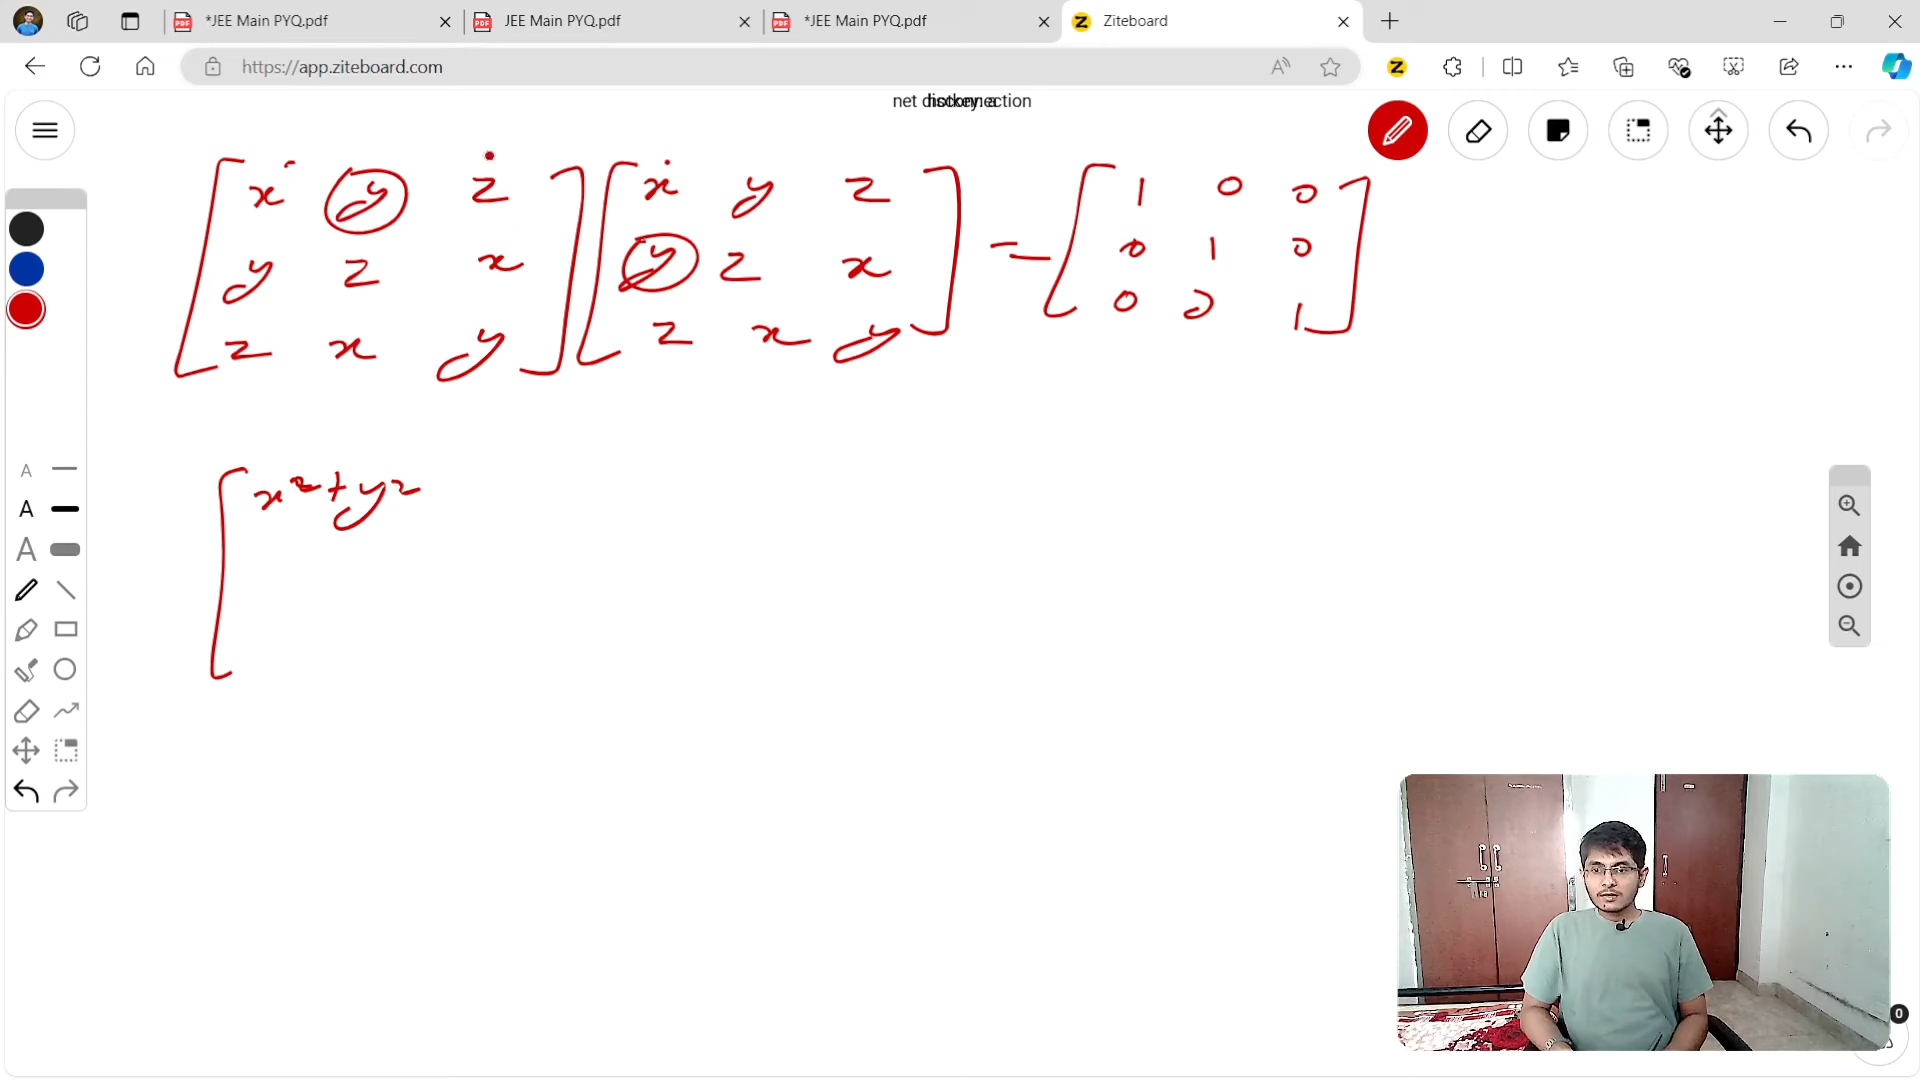 *JEE Main PYQ.pdf JEE Main PYQ.pdf *JEE Main PYQ.pdf Ziteboard
https://app.ziteboard.com
[x y z] [x y z] = [1 0 0]
[y z x] [y z x] [0 1 0]
[z x y] [z x y] [0 0 1]
A
A
A
[x²+y²
0